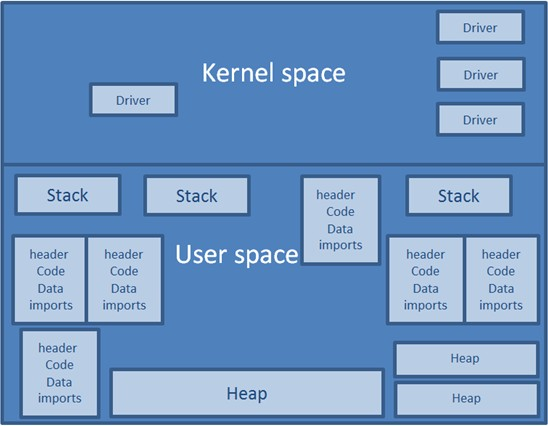 Driver
Kernel space
Driver
Driver
Driver
Stack
Stack
header
Code
Data
imports
Stack
User space
header
Code
Data
imports
header
Code
Data
imports
header
Code
Data
imports
header
Code
Data
imports
header
Code
Data
imports
Heap
Heap
Heap